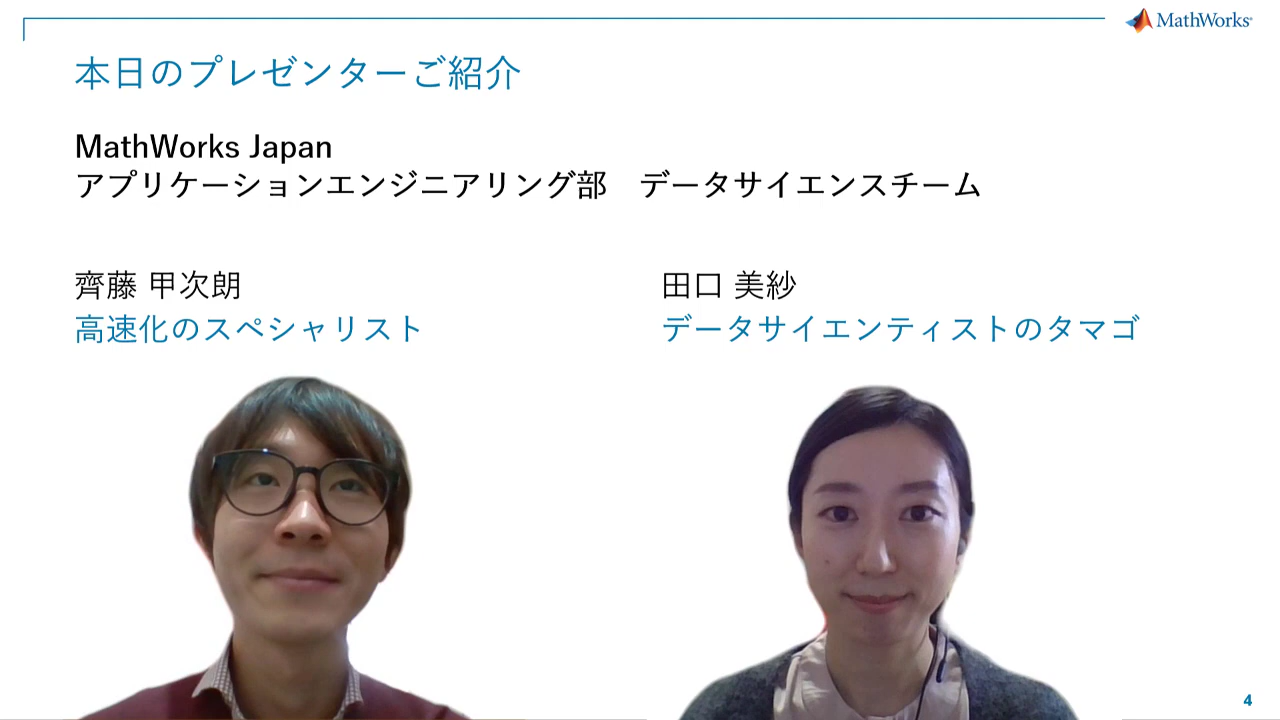 MathWorks®
本日のプレゼンターご紹介
MathWorks Japan
アプリケーションエンジニアリング部　データサイエンスチーム
齊藤 甲次朗
高速化のスペシャリスト
田口 美紗
データサイエンティストのタマゴ
4